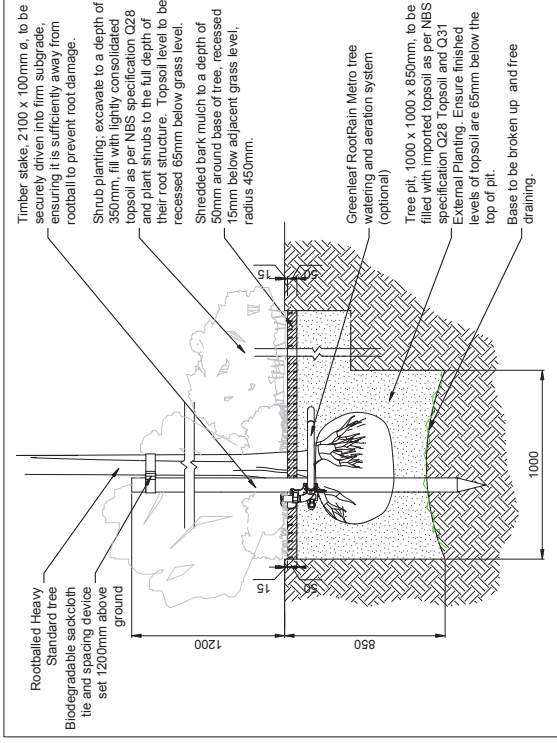 Rootballed Heavy
Standard tree
Biodegradable sackcloth
tie and spacing device
set 1200mm above
ground
Timber stake, 2100 x 100mm ø, to be
securely driven into firm subgrade,
ensuring it is sufficiently away from
rootball to prevent root damage.
Shrub planting; excavate to a depth of
350mm, fill with lightly consolidated
topsoil as per NBS specification Q28
and plant shrubs to the full depth of
their root structure. Topsoil level to be
recessed 65mm below grass level.
Shredded bark mulch to a depth of
50mm around base of tree, recessed
15mm below adjacent grass level,
radius 450mm.
Greenleaf RootRain Metro tree
watering and aeration system
(optional)
Tree pit, 1000 x 1000 x 850mm, to be
filled with imported topsoil as per NBS
specification Q28 Topsoil and Q31
External Planting. Ensure finished
levels of topsoil are 65mm below the
top of pit.
Base to be broken up and free
draining.
1200
850
15
50
15
50
1000